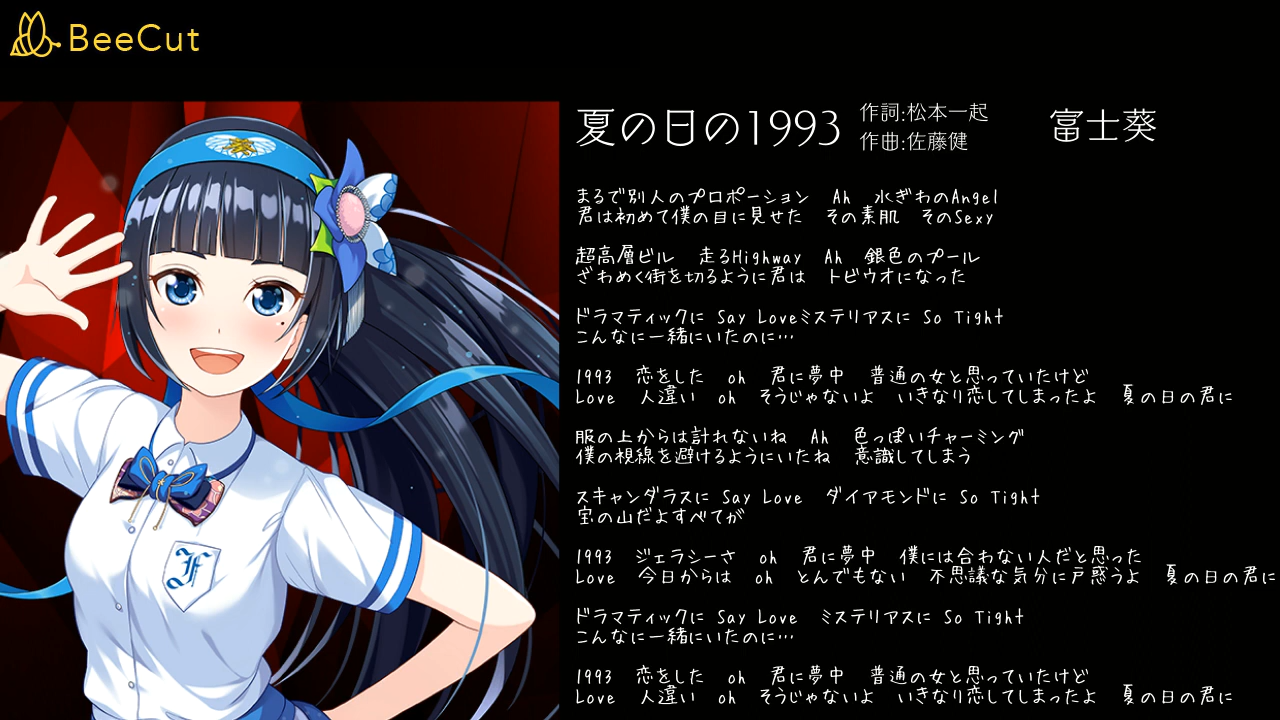 BeeCut
夏の日の1993
作詞:松本一起
作曲:佐藤健
富士葵
まるで別人のプロポーション　Ah　水ぎわのAngel
君は初めて僕の目に見せた　その素肌　そのSexy
超高層ビル　走るHighway　Ah　銀色のプール
ざわめく街を切るように君は　トビウオになった
ドラマティックに Say Loveミステリアスに So Tight
こんなに一緒にいたのに…
1993　恋をした　oh　君に夢中　普通の女と思っていたけど
Love　人違い　oh　そうじゃないよ　いきなり恋してしまったよ　夏の日の君に
服の上からは計れないね　Ah　色っぽいチャーミング
僕の視線を避けるようにいたね　意識してしまう
スキャンダラスに Say Love　ダイアモンドに So Tight
宝の山だよすべてが
1993　ジェラシーさ　oh　君に夢中　僕には合わない人だと思った
Love　今日からは　oh　とんでもない　不思議な気分に戸惑うよ　夏の日の君に
ドラマティックに Say Love　ミステリアスに So Tight
こんなに一緒にいたのに…
1993　恋をした　oh　君に夢中　普通の女と思っていたけど
Love　人違い　oh　そうじゃないよ　いきなり恋してしまったよ　夏の日の君に